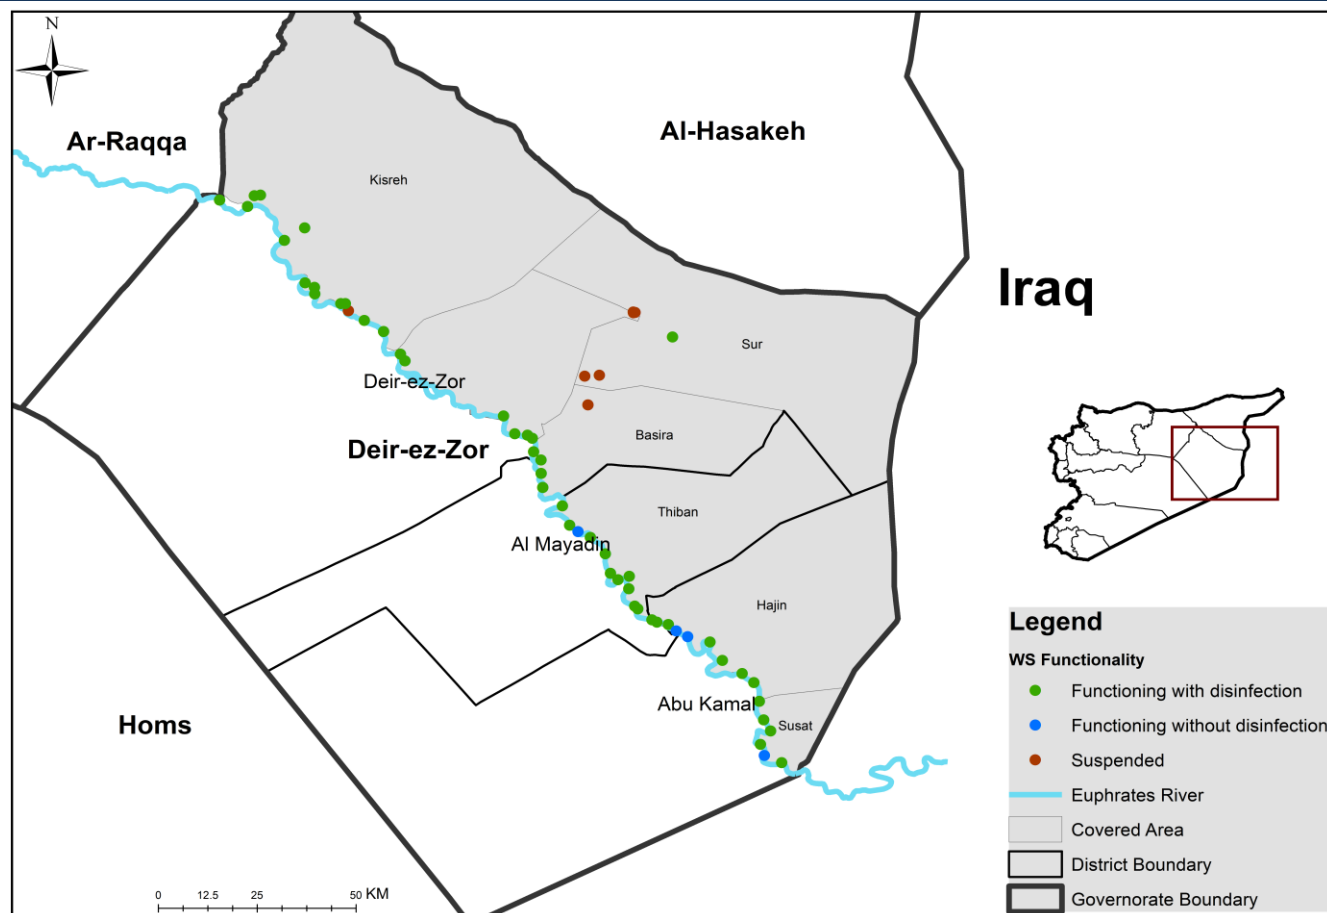 N
Ar-Raqqa
Al-Hasakeh
Kisreh
Iraq
Sur
Deir-ez-Zor
Basira
Deir-ez-Zor
Thiban
Al Mayadin
Hajin
Abu Kamal
Susat
Homs
0 12.5 25 50 KM
Legend
WS Functionality
Functioning with disinfection
Functioning without disinfection
Suspended
Euphrates River
Covered Area
District Boundary
Governorate Boundary